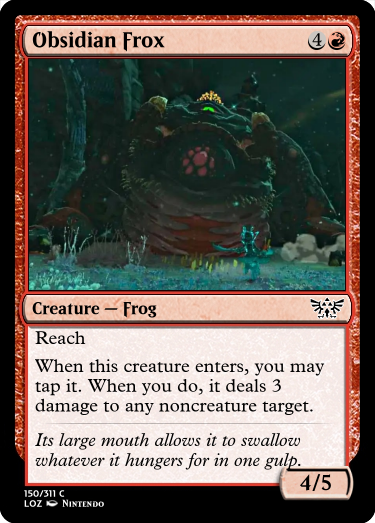 Obsidian Frox
4
Creature — Frog
Reach
When this creature enters, you may
tap it. When you do, it deals 3
damage to any noncreature target.
Its large mouth allows it to swallow
whatever it hungers for in one gulp.
4/5
150/311 C
LOZ Nintendo